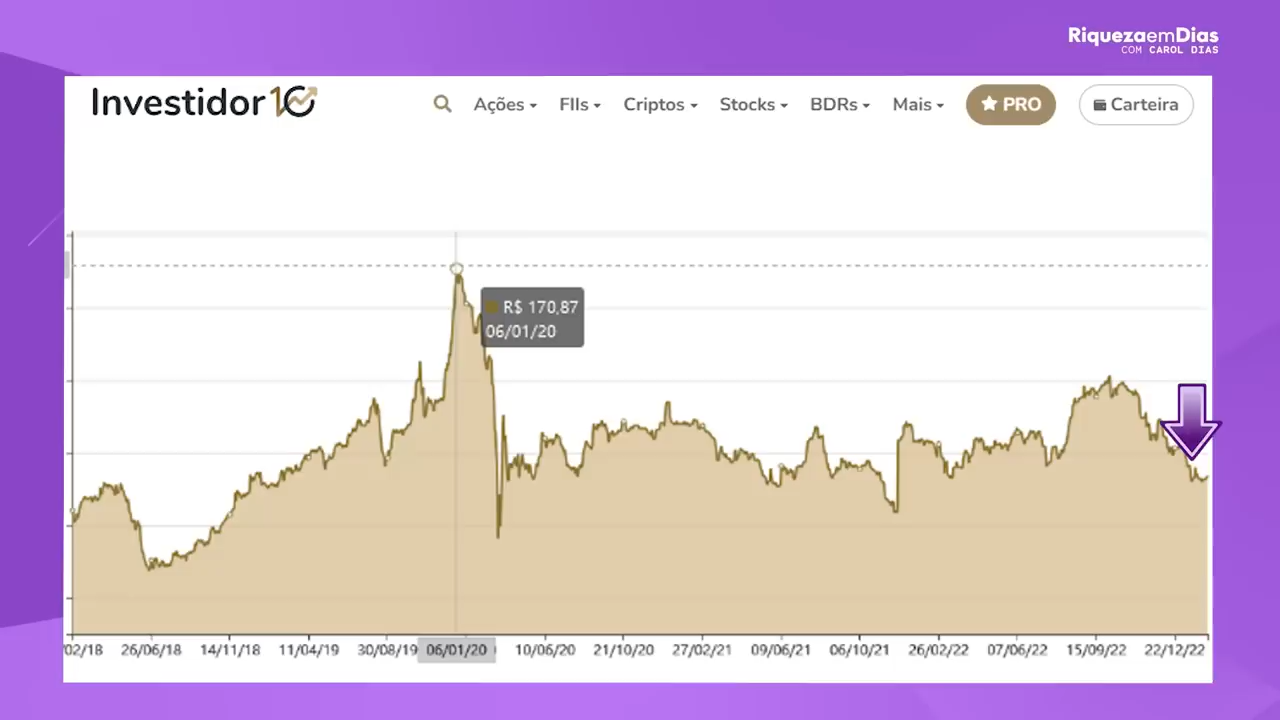 RiquezaemDias
COM CAROL DIAS
Investidor10
Ações
FIIs
Criptos
Stocks
BDRs
Mais
PRO
Carteira
R$ 170,87
06/01/20
/02/18 26/06/18 14/11/18 11/04/19 30/08/19 06/01/20 10/06/20 21/10/20 27/02/21 09/06/21 06/10/21 26/02/22 07/06/22 15/09/22 22/12/22